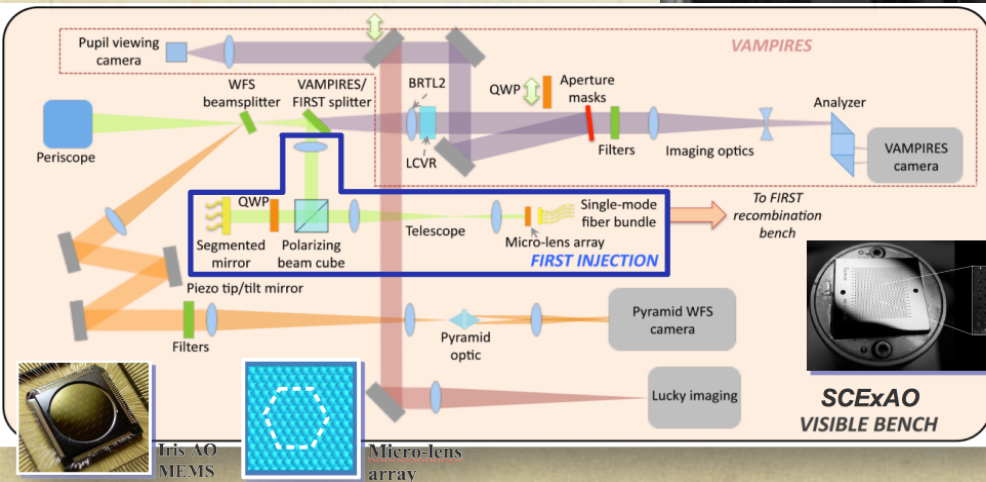 Pupil viewing
camera
VAMPIRES
WFS
beamsplitter
VAMPIRES/
FIRST splitter
BRTL2
QWP
Aperture
masks
Analyzer
Periscope
LCVR
Filters
Imaging optics
VAMPIRES
camera
QWP
Segmented
mirror
Polarizing
beam cube
Telescope
Micro-lens array
Single-mode
fiber bundle
FIRST INJECTION
To FIRST
recombination
bench
Piezo tip/tilt mirror
Filters
Pyramid
optic
Pyramid WFS
camera
Lucky imaging
SCExAO
VISIBLE BENCH
Iris AO
MEMS
Micro-lens
array